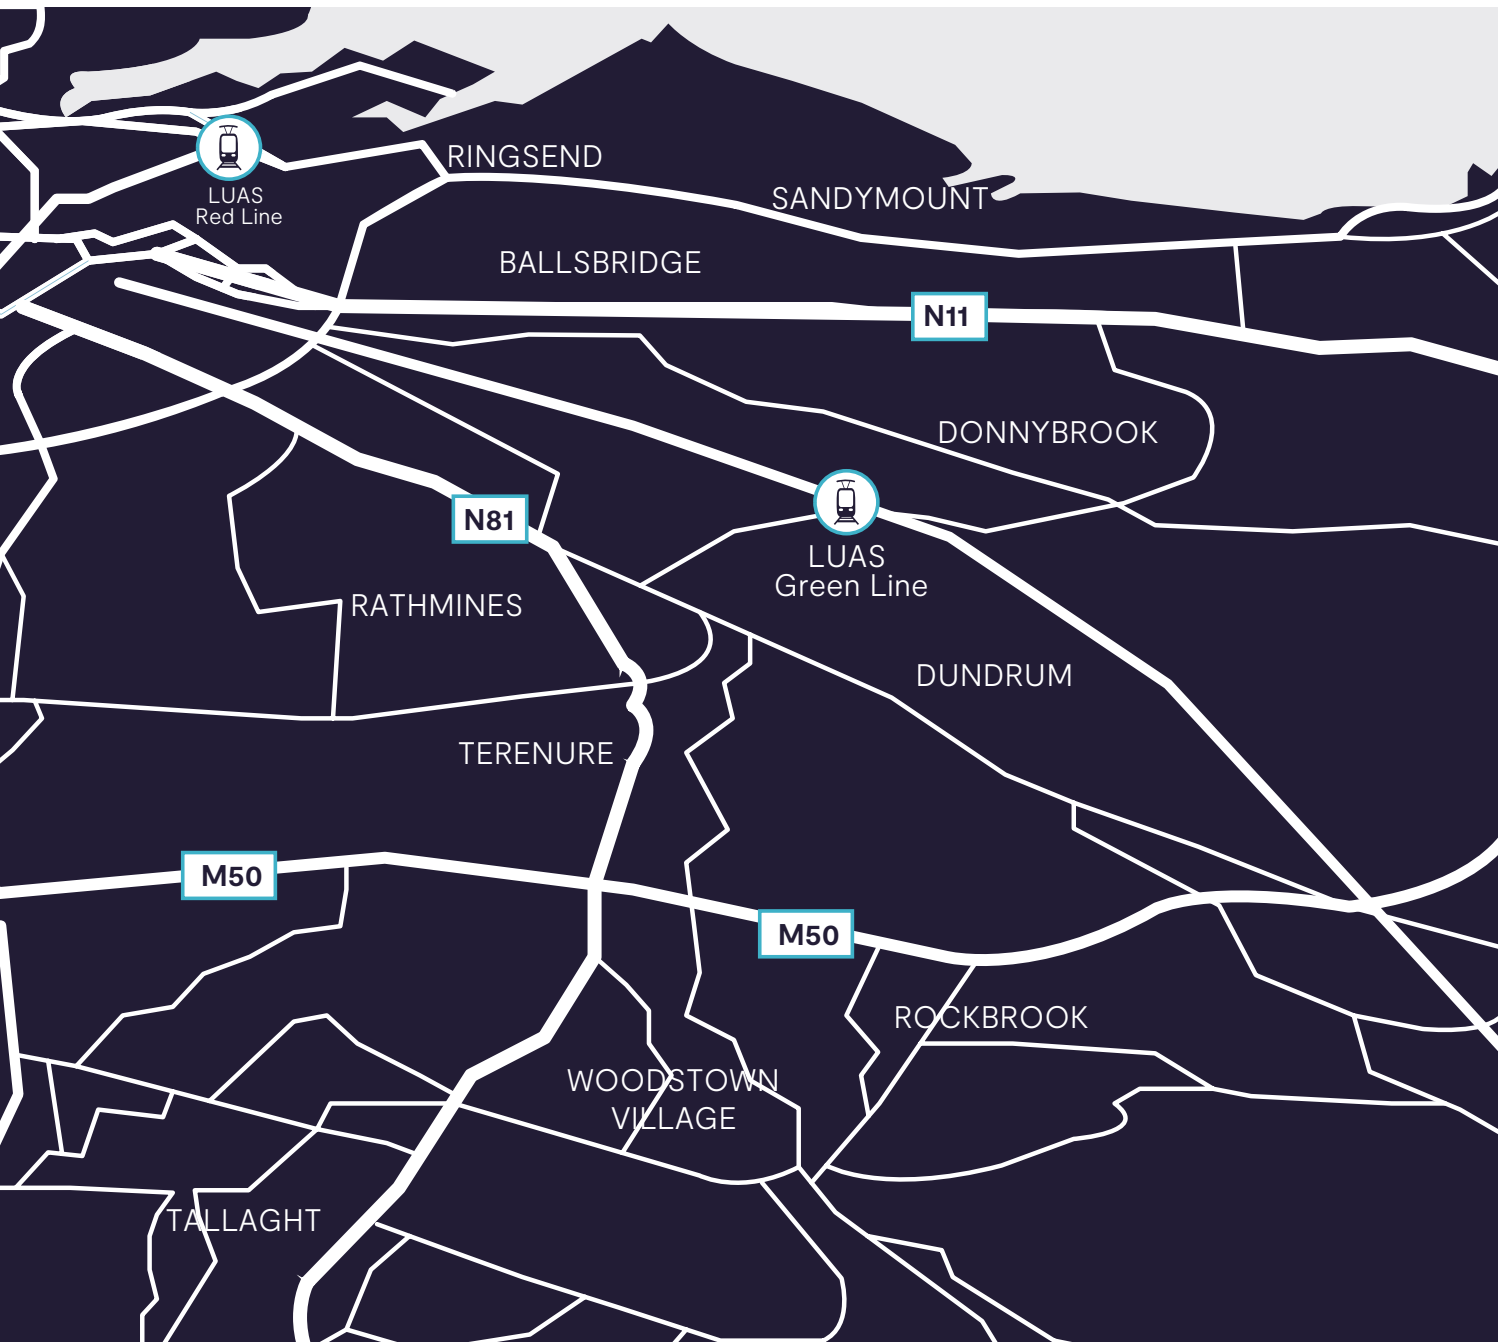 RINGSEND
LUAS
Red Line
SANDYMOUNT
BALLSBRIDGE
N11
DONNYBROOK
N81
LUAS
Green Line
RATHMINES
DUNDRUM
TERENURE
M50
M50
ROCKBROOK
WOODSTOWN
VILLAGE
TALLAGHT